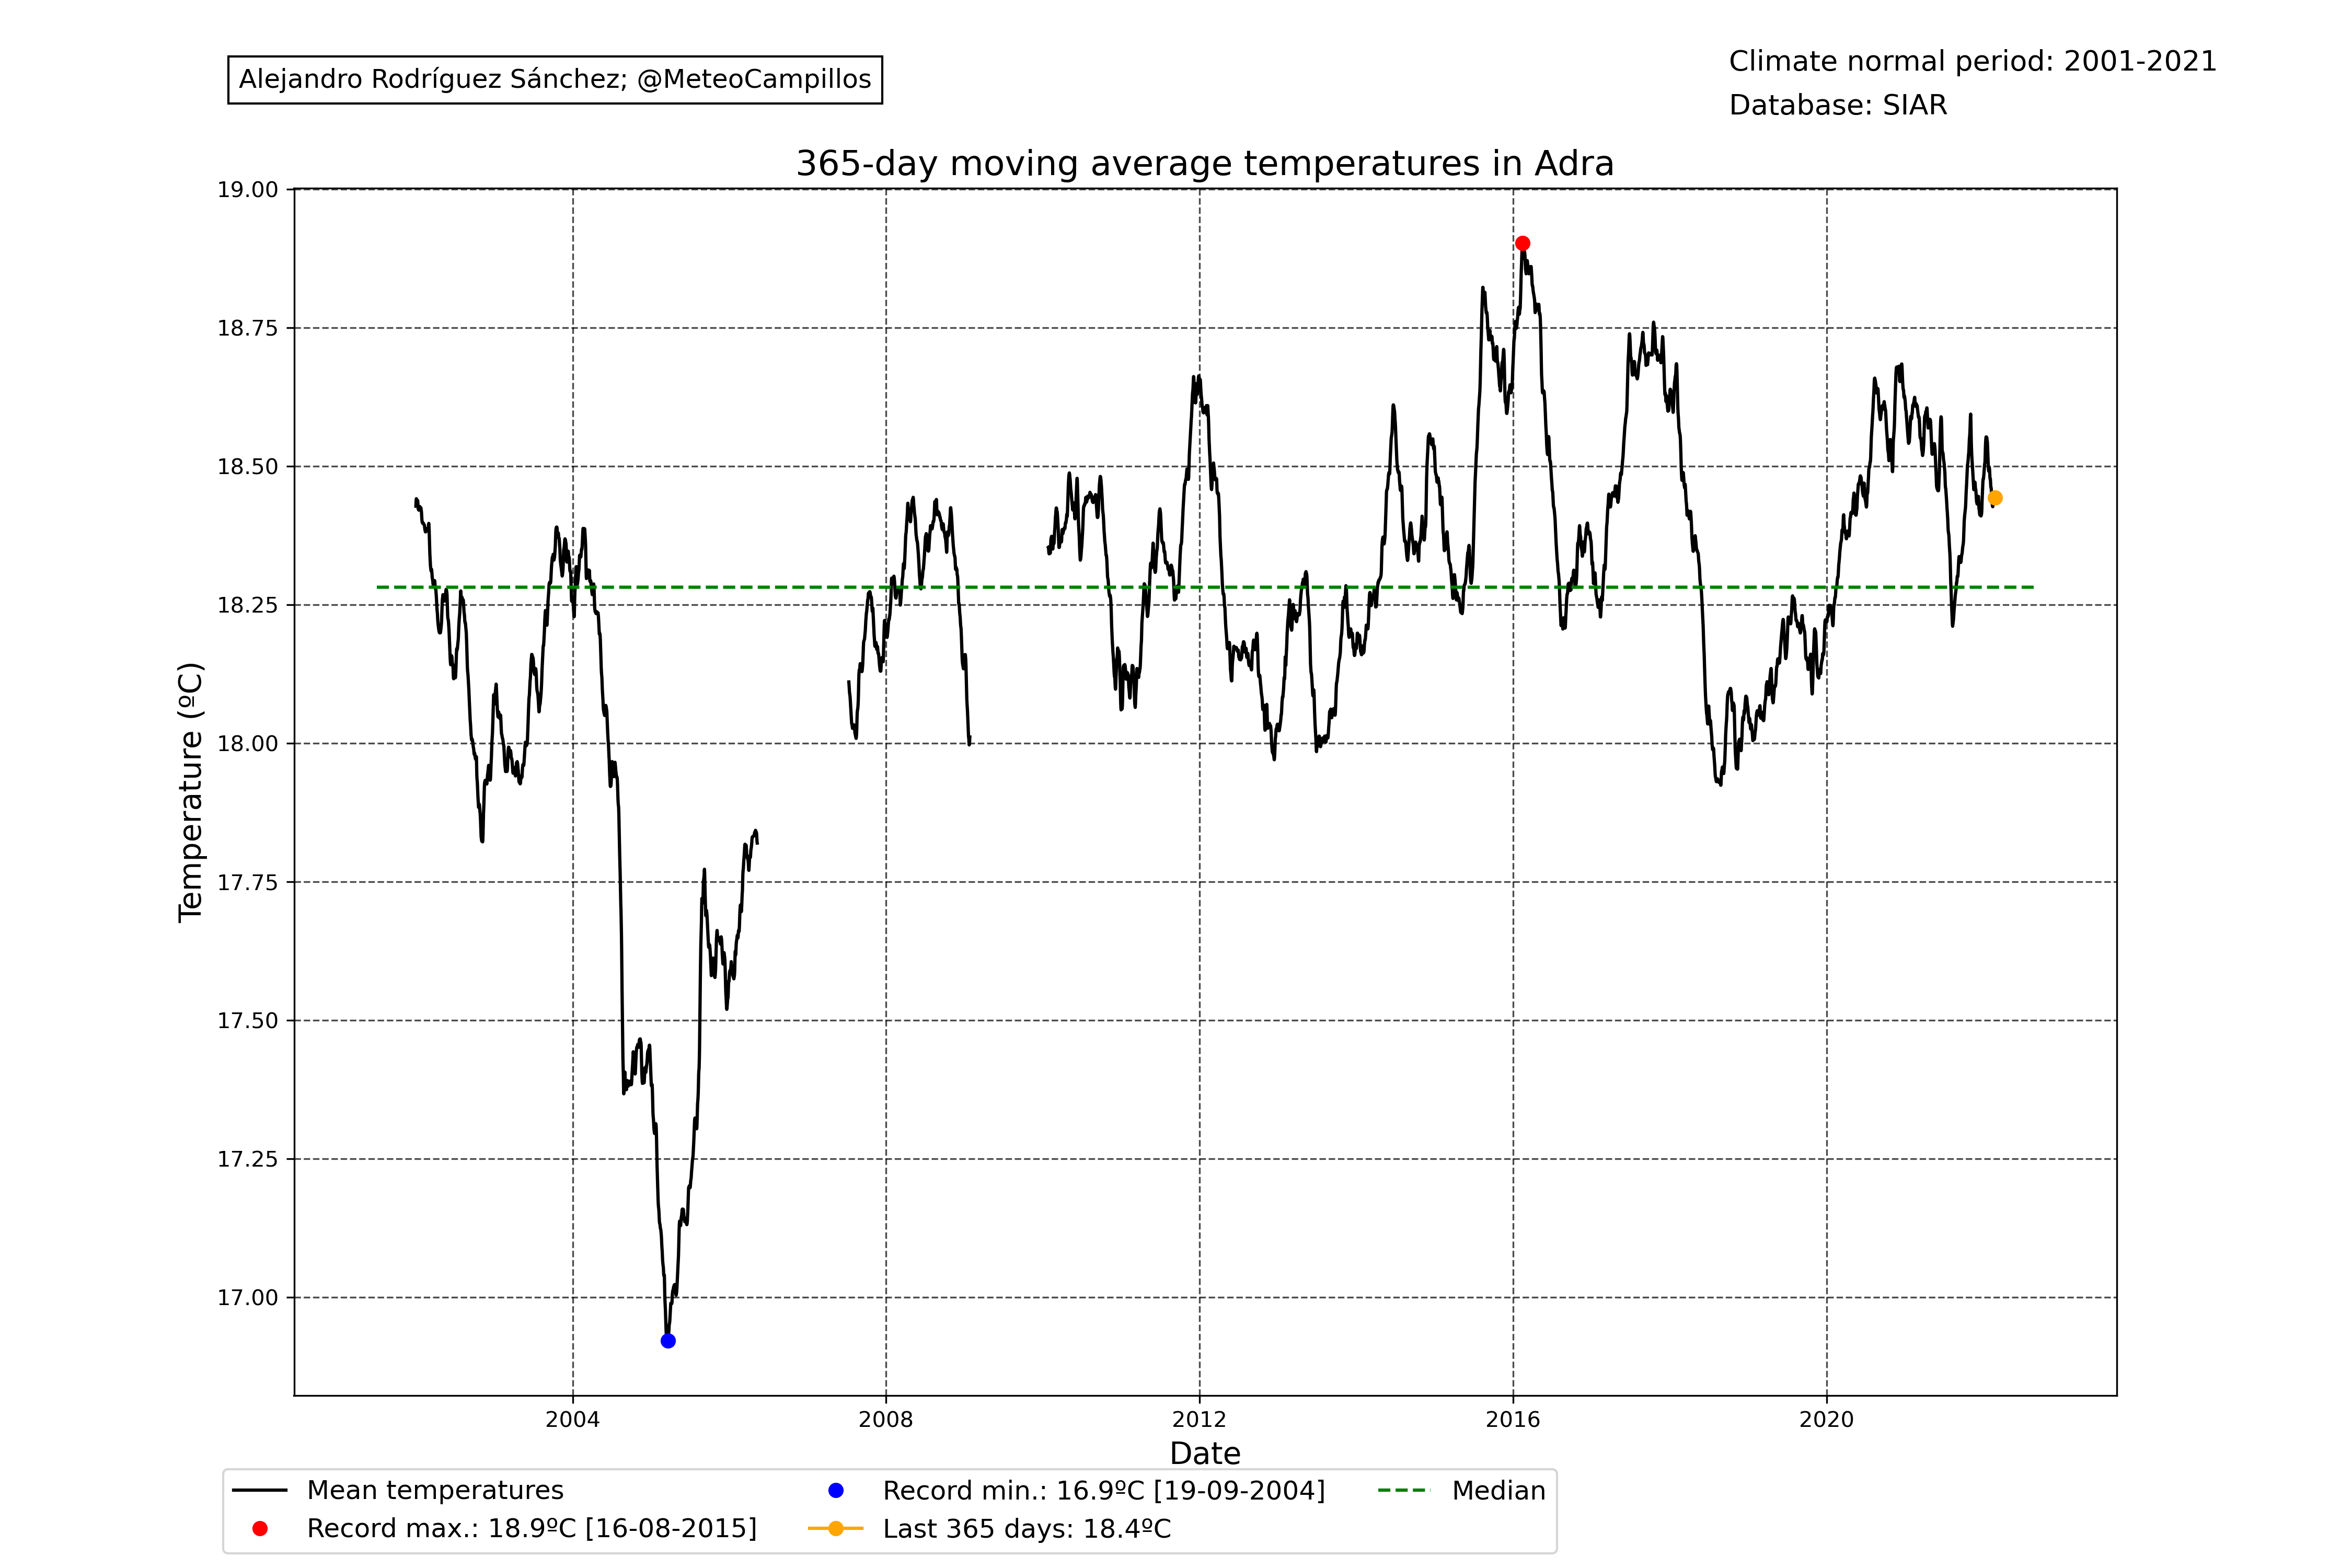 Alejandro Rodríguez Sánchez; @MeteoCampillos
Climate normal period: 2001-2021
Database: SIAR
365-day moving average temperatures in Adra
19.00
18.75
18.50
18.25
18.00
17.75
17.50
17.25
17.00
Temperature (ºC)
2004 2008 2012 2016 2020
Date
Mean temperatures
Record max.: 18.9ºC [16-08-2015]
Record min.: 16.9ºC [19-09-2004]
Last 365 days: 18.4ºC
Median